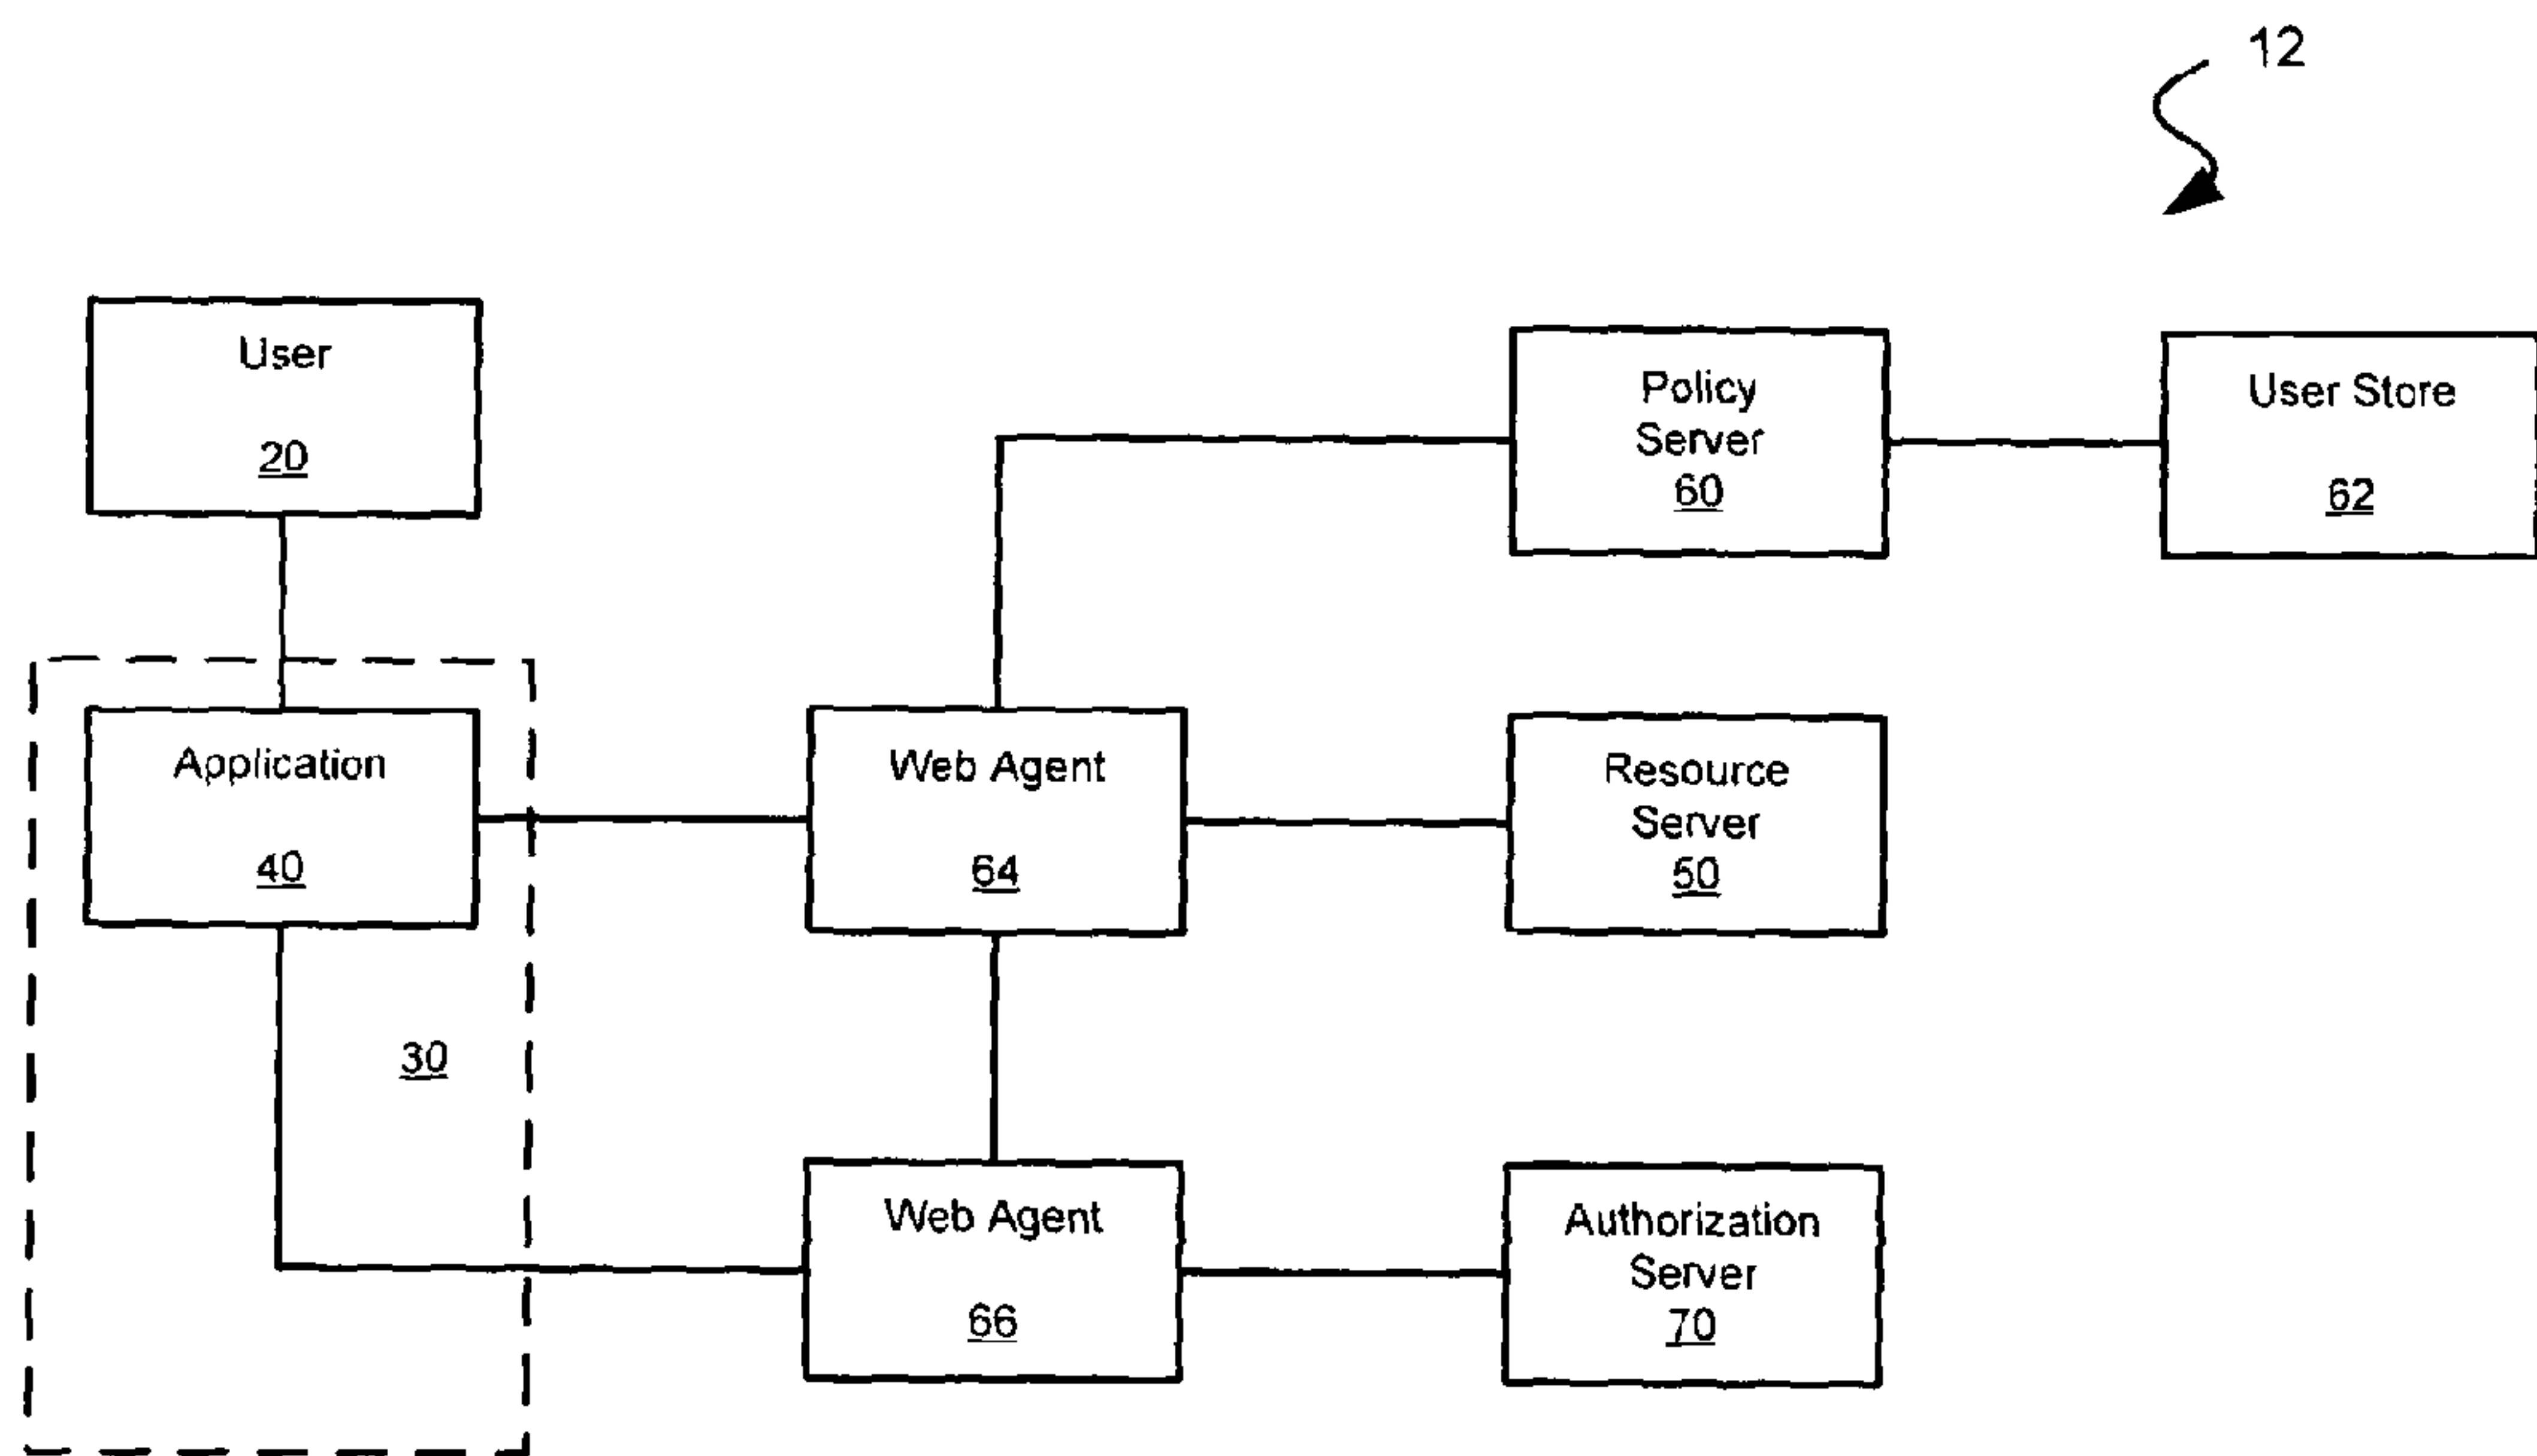 12
User
20
Policy
Server
60
User Store
62
Application
40
Web Agent
64
Resource
Server
50
30
Web Agent
66
Authorization
Server
70